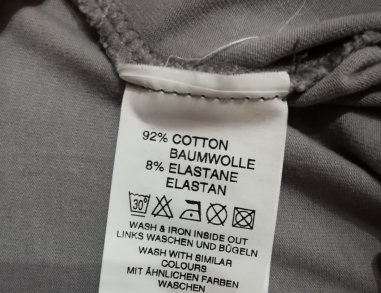 92% COTTON
BAUMWOLLE
8% ELASTANE
ELASTAN
30°
WASH & IRON INSIDE OUT
LINKS WASCHEN UND BÜGELN
WASH WITH SIMILAR
COLOURS
MIT ÄHNLICHEN FARBEN
WASCHEN